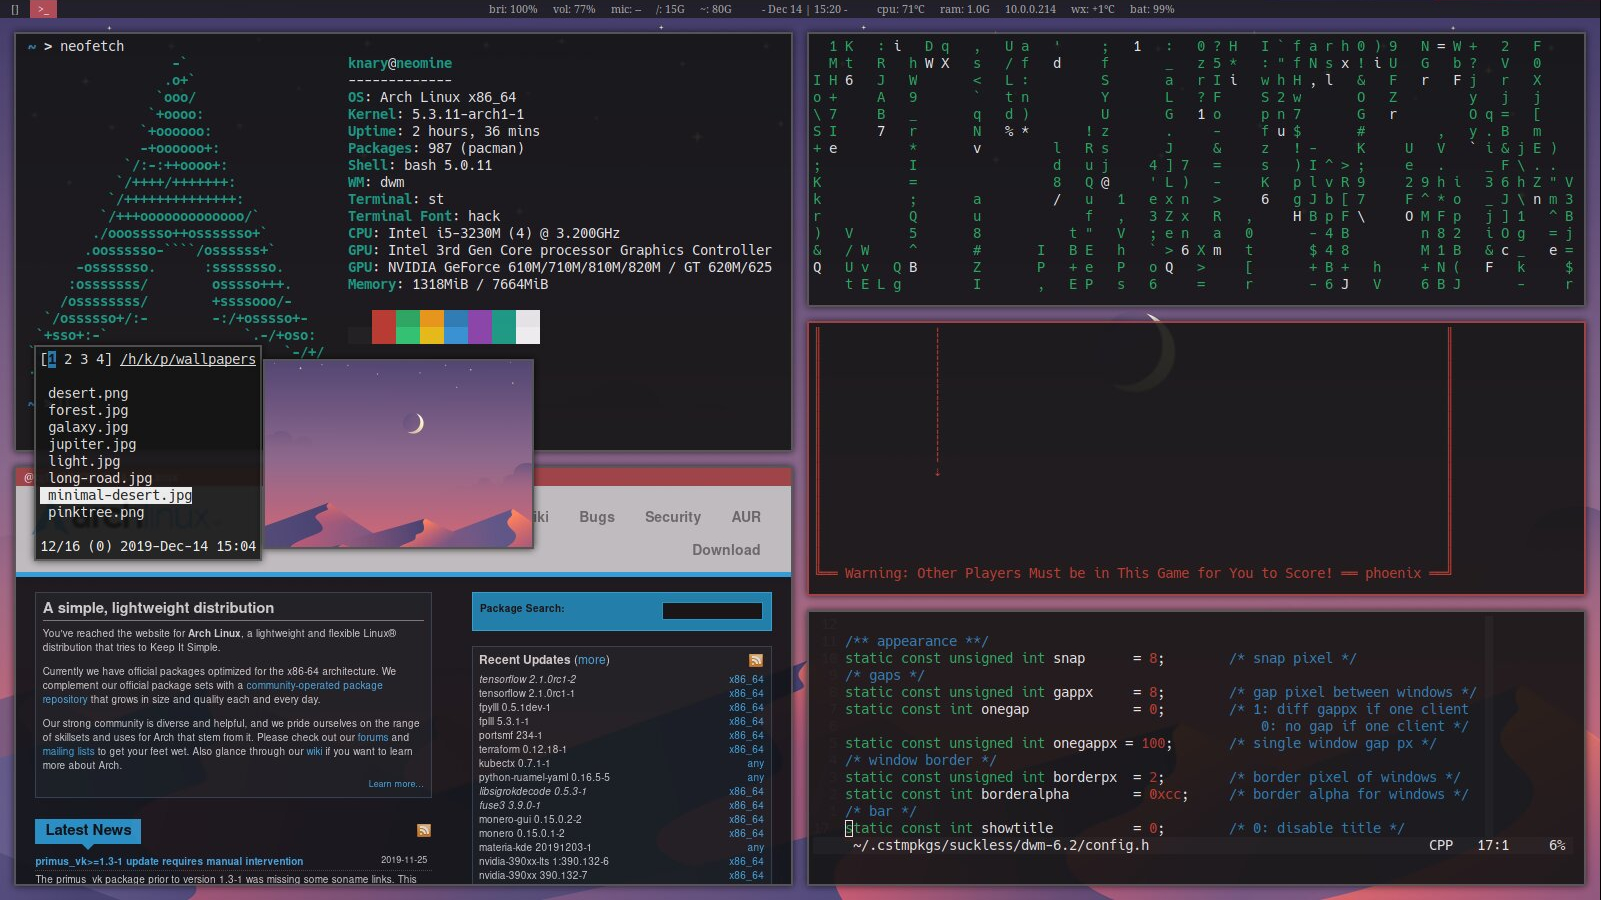 [] >_ bri: 100% vol: 77% mic: -- /: 15G ~: 80G - Dec 14 | 15:20 - cpu: 71°C ram: 1.0G 10.0.0.214 wx: +1°C bat: 99%
~ > neofetch
knary@neomine
-------------
OS: Arch Linux x86_64
Kernel: 5.3.11-arch1-1
Uptime: 2 hours, 36 mins
Packages: 987 (pacman)
Shell: bash 5.0.11
WM: dwm
Terminal: st
Terminal Font: hack
CPU: Intel i5-3230M (4) @ 3.200GHz
GPU: Intel 3rd Gen Core processor Graphics Controller
GPU: NVIDIA GeForce 610M/710M/810M/820M / GT 620M/625
Memory: 1318MiB / 7664MiB
[1 2 3 4] /h/k/p/wallpapers
desert.png
forest.jpg
galaxy.jpg
jupiter.jpg
light.jpg
long-road.jpg
minimal-desert.jpg
pinktree.png
12/16 (0) 2019-Dec-14 15:04
Bugs Security AUR
Download
A simple, lightweight distribution
You've reached the website for Arch Linux, a lightweight and flexible Linux®
distribution that tries to Keep It Simple.
Currently we have official packages optimized for the x86-64 architecture. We
complement our official package sets with a community-operated package
repository that grows in size and quality each and every day.
Our strong community is diverse and helpful, and we pride ourselves on the range
of skillsets and uses for Arch that stem from it. Please check out our forums and
mailing lists to get your feet wet. Also glance through our wiki if you want to learn
more about Arch.
Learn more...
Latest News
primus_vk>=1.3-1 update requires manual intervention 2019-11-25
The primus_vk package prior to version 1.3-1 was missing some soname links. This
Package Search:
Recent Updates (more)
tensorflow 2.1.0rc1-2 x86_64
tensorflow 2.1.0rc1-1 x86_64
fpylll 0.5.1dev-1 x86_64
fplll 5.3.1-1 x86_64
portsmf 234-1 x86_64
terraform 0.12.18-1 x86_64
kubectx 0.7.1-1 any
python-ruamel-yaml 0.16.5-5 x86_64
libsigrokdecode 0.5.3-1 x86_64
fuse3 3.9.0-1 x86_64
monero-gui 0.15.0.2-2 x86_64
monero 0.15.0.1-2 x86_64
materia-kde 20191203-1 any
nvidia-390xx-lts 1:390.132-6 x86_64
nvidia-390xx 390.132-7 x86_64
Warning: Other Players Must be in This Game for You to Score! == phoenix
/** appearance **/
static const unsigned int snap = 8; /* snap pixel */
/* gaps */
static const unsigned int gappx = 8; /* gap pixel between windows */
static const int onegap = 0; /* 1: diff gappx if one client
0: no gap if one client */
static const unsigned int onegappx = 100; /* single window gap px */
/* window border */
static const unsigned int borderpx = 2; /* border pixel of windows */
static const int borderalpha = 0xcc; /* border alpha for windows */
/* bar */
static const int showtitle = 0; /* 0: disable title */
~/.cstmpkgs/suckless/dwm-6.2/config.h CPP 17:1 6%